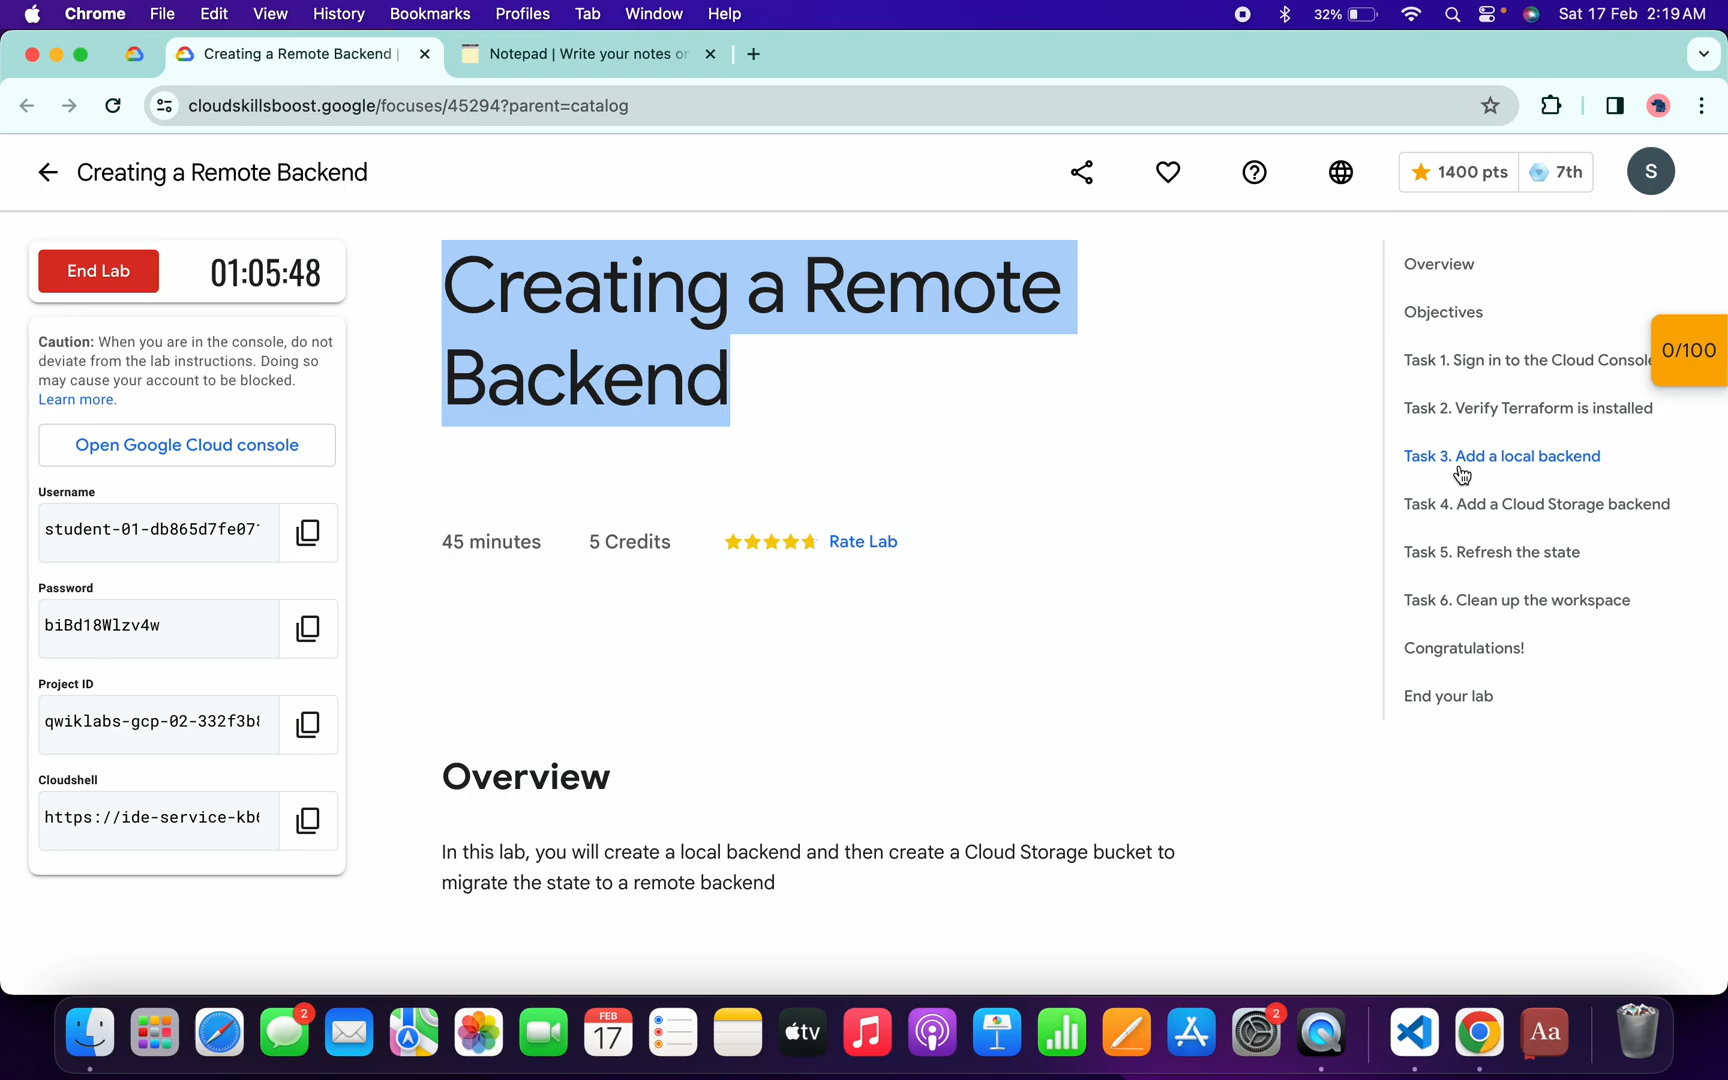 Chrome File Edit View History Bookmarks Profiles Tab Window Help 32% Sat 17 Feb 2:19 AM
Creating a Remote Backend | Notepad | Write your notes on
cloudskillsboost.google/focuses/45294?parent=catalog
Creating a Remote Backend 1400 pts 7th S
End Lab 01:05:48
Caution: When you are in the console, do not
deviate from the lab instructions. Doing so
may cause your account to be blocked.
Learn more.
Open Google Cloud console
Username
student-01-db865d7fe07
Password
biBd18Wlzv4w
Project ID
qwiklabs-gcp-02-332f3b
Cloudshell
https://ide-service-kb
Creating a Remote
Backend
45 minutes 5 Credits Rate Lab
Overview
In this lab, you will create a local backend and then create a Cloud Storage bucket to
migrate the state to a remote backend
Overview
Objectives
Task 1. Sign in to the Cloud Console
Task 2. Verify Terraform is installed
Task 3. Add a local backend
Task 4. Add a Cloud Storage backend
Task 5. Refresh the state
Task 6. Clean up the workspace
Congratulations!
End your lab
0/100
2 FEB 17 tv 2 Aa